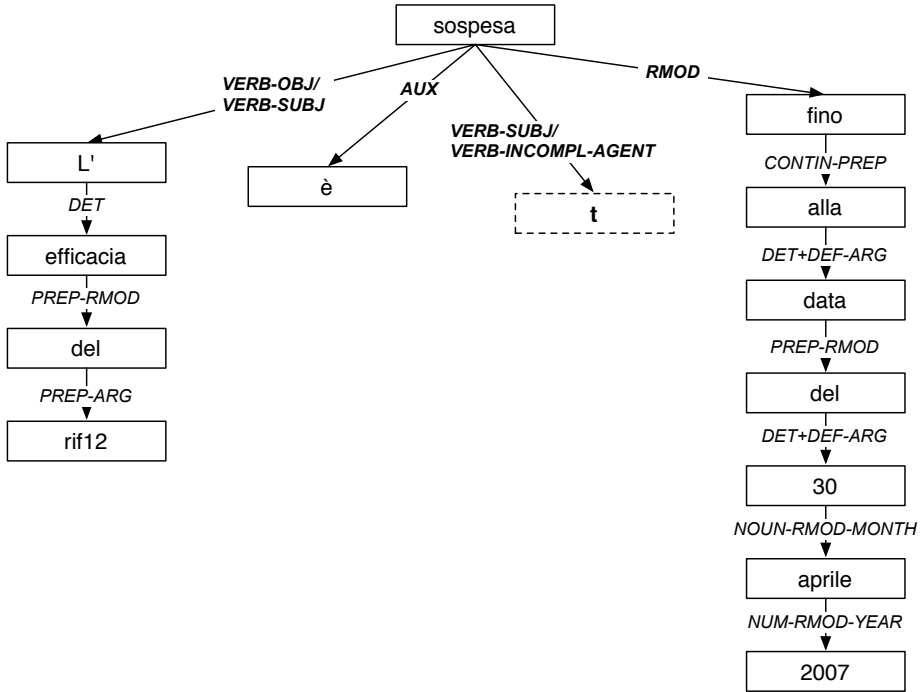 sospesa
VERB-OBJ/
VERB-SUBJ
AUX
VERB-SUBJ/
VERB-INCOMPL-AGENT
RMOD
L'
DET
efficacia
PREP-RMOD
del
PREP-ARG
rif12
è
t
fino
CONTIN-PREP
alla
DET+DEF-ARG
data
PREP-RMOD
del
DET+DEF-ARG
30
NOUN-RMOD-MONTH
aprile
NUM-RMOD-YEAR
2007